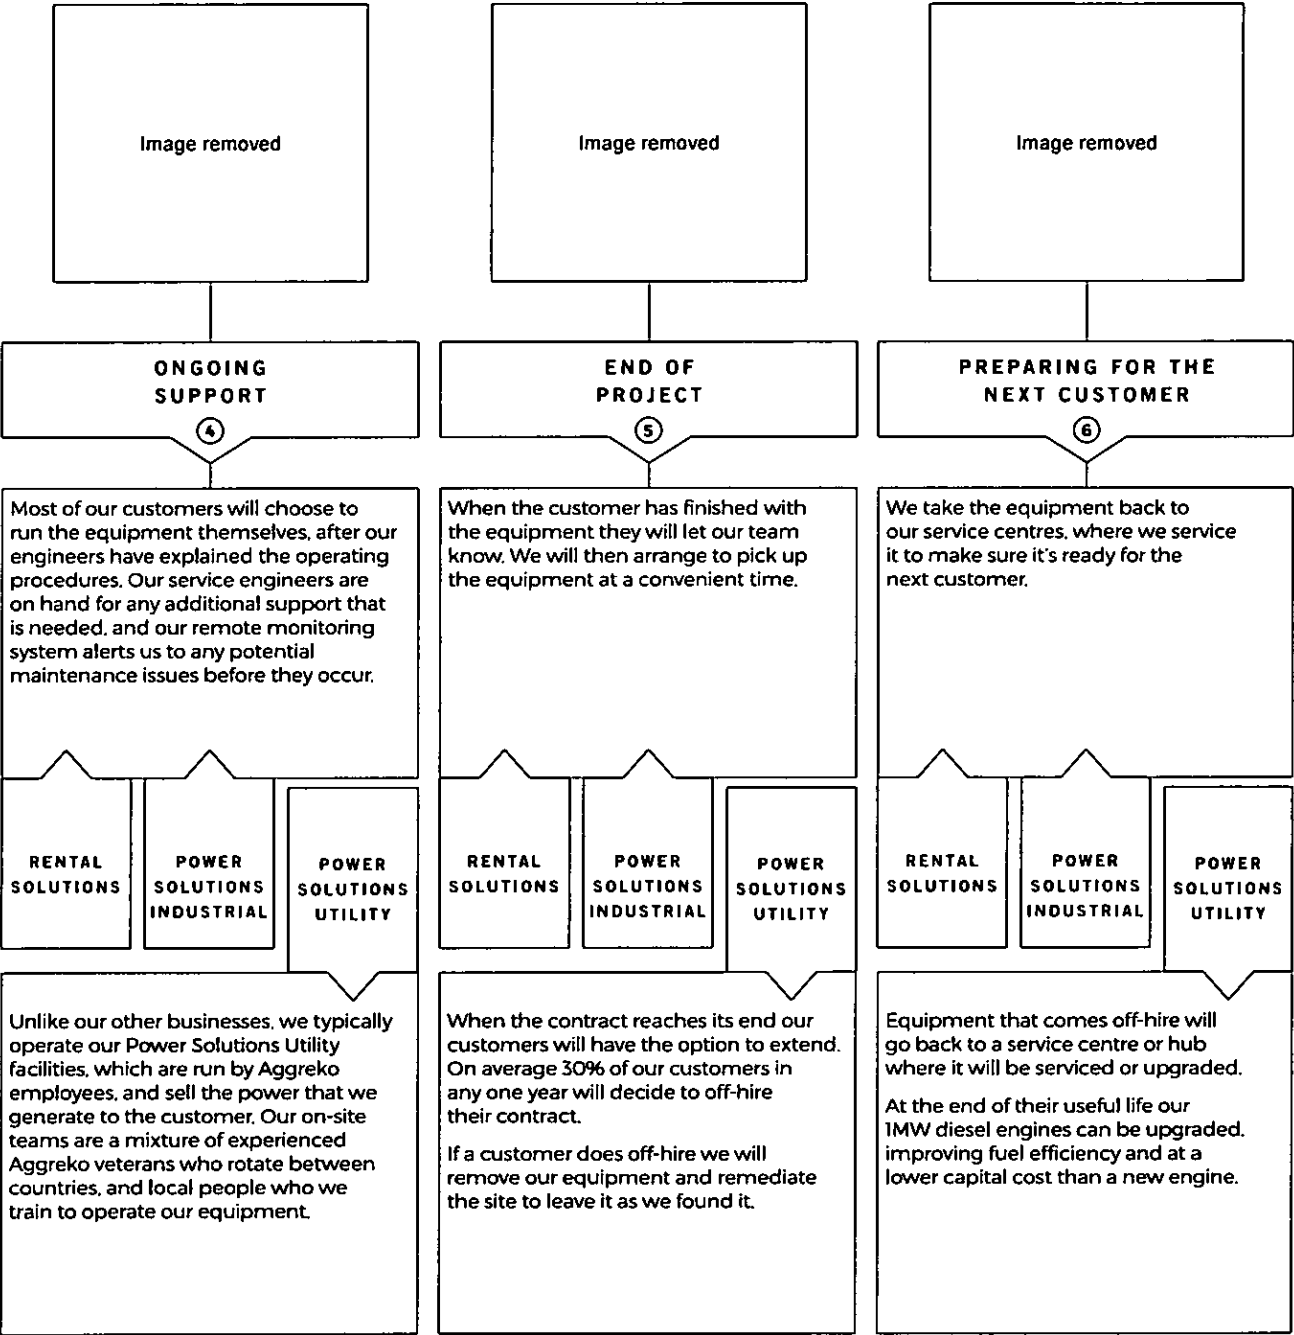 Image removed
Image removed
Image removed
ONGOING
SUPPORT
4
END OF
PROJECT
5
PREPARING FOR THE
NEXT CUSTOMER
6
Most of our customers will choose to
run the equipment themselves, after our
engineers have explained the operating
procedures. Our service engineers are
on hand for any additional support that
is needed, and our remote monitoring
system alerts us to any potential
maintenance issues before they occur.
When the customer has finished with
the equipment they will let our team
know. We will then arrange to pick up
the equipment at a convenient time.
We take the equipment back to
our service centres, where we service
it to make sure it's ready for the
next customer.
RENTAL
SOLUTIONS
POWER
SOLUTIONS
INDUSTRIAL
POWER
SOLUTIONS
UTILITY
RENTAL
SOLUTIONS
POWER
SOLUTIONS
INDUSTRIAL
POWER
SOLUTIONS
UTILITY
RENTAL
SOLUTIONS
POWER
SOLUTIONS
INDUSTRIAL
POWER
SOLUTIONS
UTILITY
Unlike our other businesses, we typically
operate our Power Solutions Utility
facilities, which are run by Aggreko
employees, and sell the power that we
generate to the customer. Our on-site
teams are a mixture of experienced
Aggreko veterans who rotate between
countries, and local people who we
train to operate our equipment.
When the contract reaches its end our
customers will have the option to extend.
On average 30% of our customers in
any one year will decide to off-hire
their contract.
If a customer does off-hire we will
remove our equipment and remediate
the site to leave it as we found it.
Equipment that comes off-hire will
go back to a service centre or hub
where it will be serviced or upgraded.
At the end of their useful life our
1MW diesel engines can be upgraded,
improving fuel efficiency and at a
lower capital cost than a new engine.